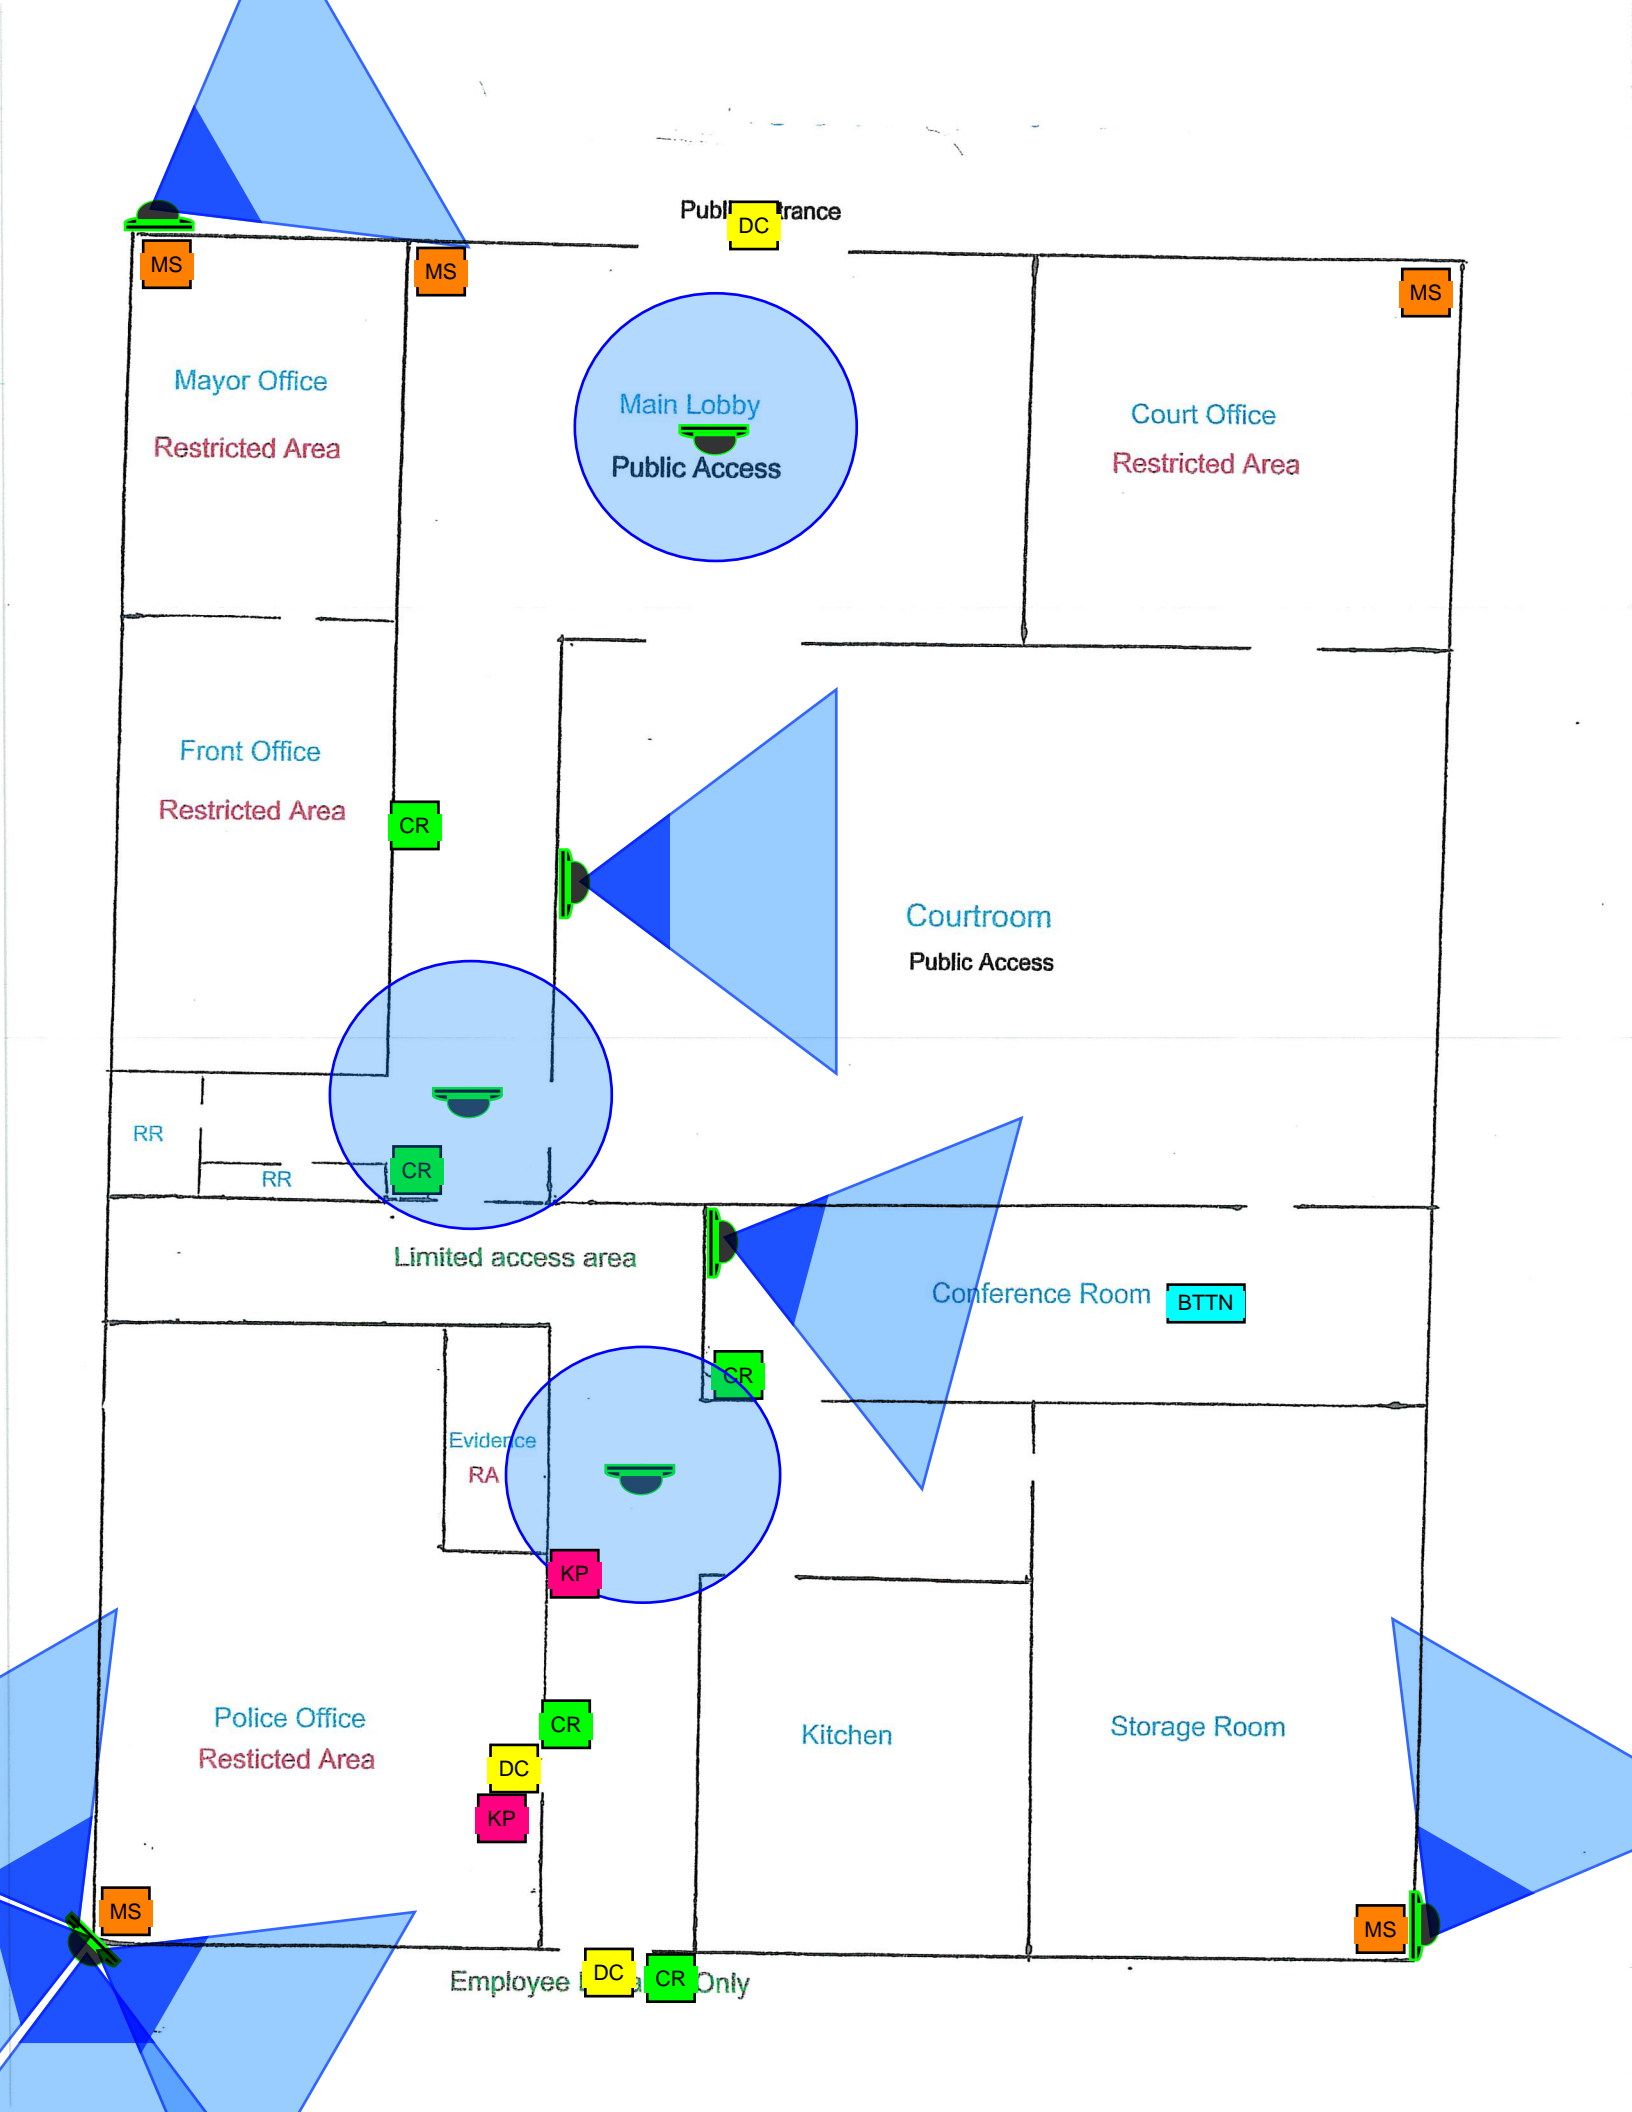 Publ
DC
trance
MS
MS
MS
Mayor Office
Restricted Area
Main Lobby
Public Access
Court Office
Restricted Area
Front Office
Restricted Area
CR
Courtroom
Public Access
RR
CR
RR
Limited access area
Conference Room
BTTN
CR
Evidence
RA
KP
Police Office
Resticted Area
CR
DC
KP
Kitchen
Storage Room
MS
MS
Employee
DC
CR
Only